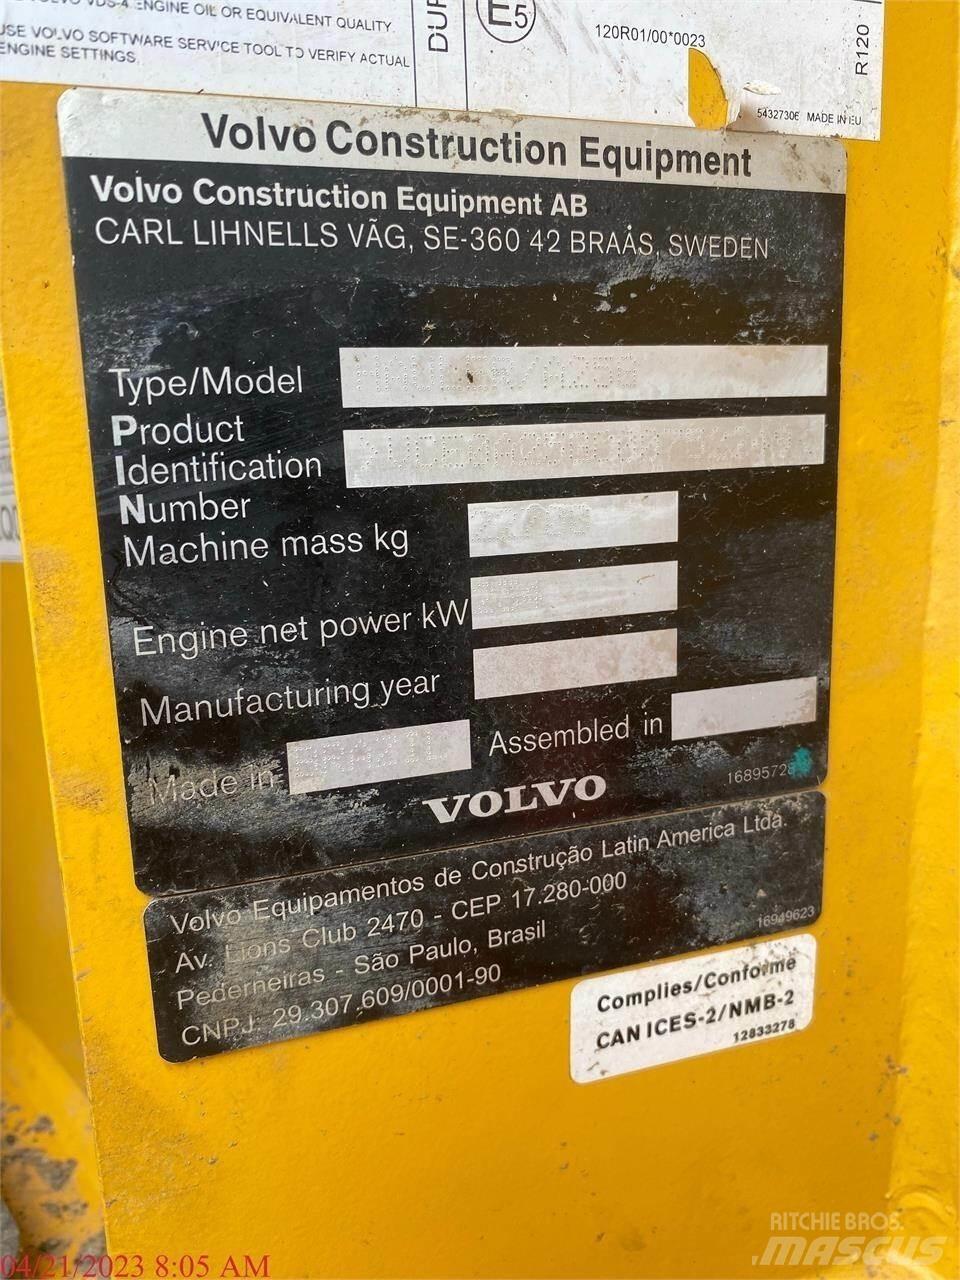 ENGINE OIL OR EQUIVALENT QUALITY
USE VOLVO SOFTWARE SERVICE TOOL TO VERIFY ACTUAL
ENGINE SETTINGS.
DUR
E5
120R01/00*0023
R120
54327306 MADE IN EU
Volvo Construction Equipment
Volvo Construction Equipment AB
CARL LIHNELLS VÄG, SE-360 42 BRAÅS, SWEDEN
Type/Model
Product
Identification
Number
Machine mass kg
Engine net power kW
Manufacturing year
Made in BRAZIL Assembled in
VOLVO 16895728
Volvo Equipamentos de Construção Latin America Ltda.
Av. Lions Club 2470 - CEP 17.280-000
Pederneiras - São Paulo, Brasil
CNPJ: 29.307.609/0001-90
16949623
Complies/Conforme
CAN ICES-2/NMB-2
12833278
04/21/2023 8:05 AM
RITCHIE BROS.
MASCUS